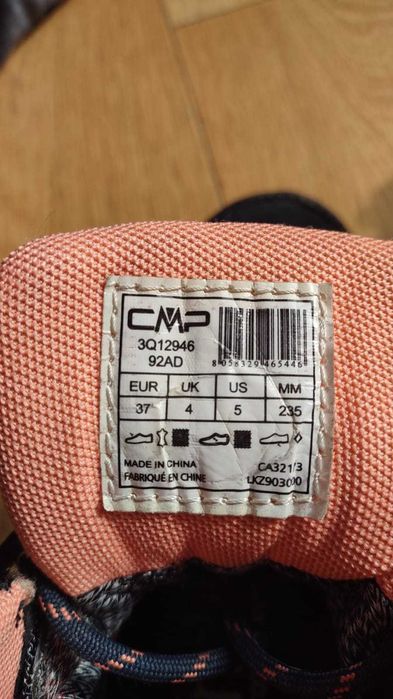 CMP
3Q12946
92AD
8 058329 465446
EUR UK US MM
37 4 5 235
MADE IN CHINA
FABRIQUÉ EN CHINE
CA321/3